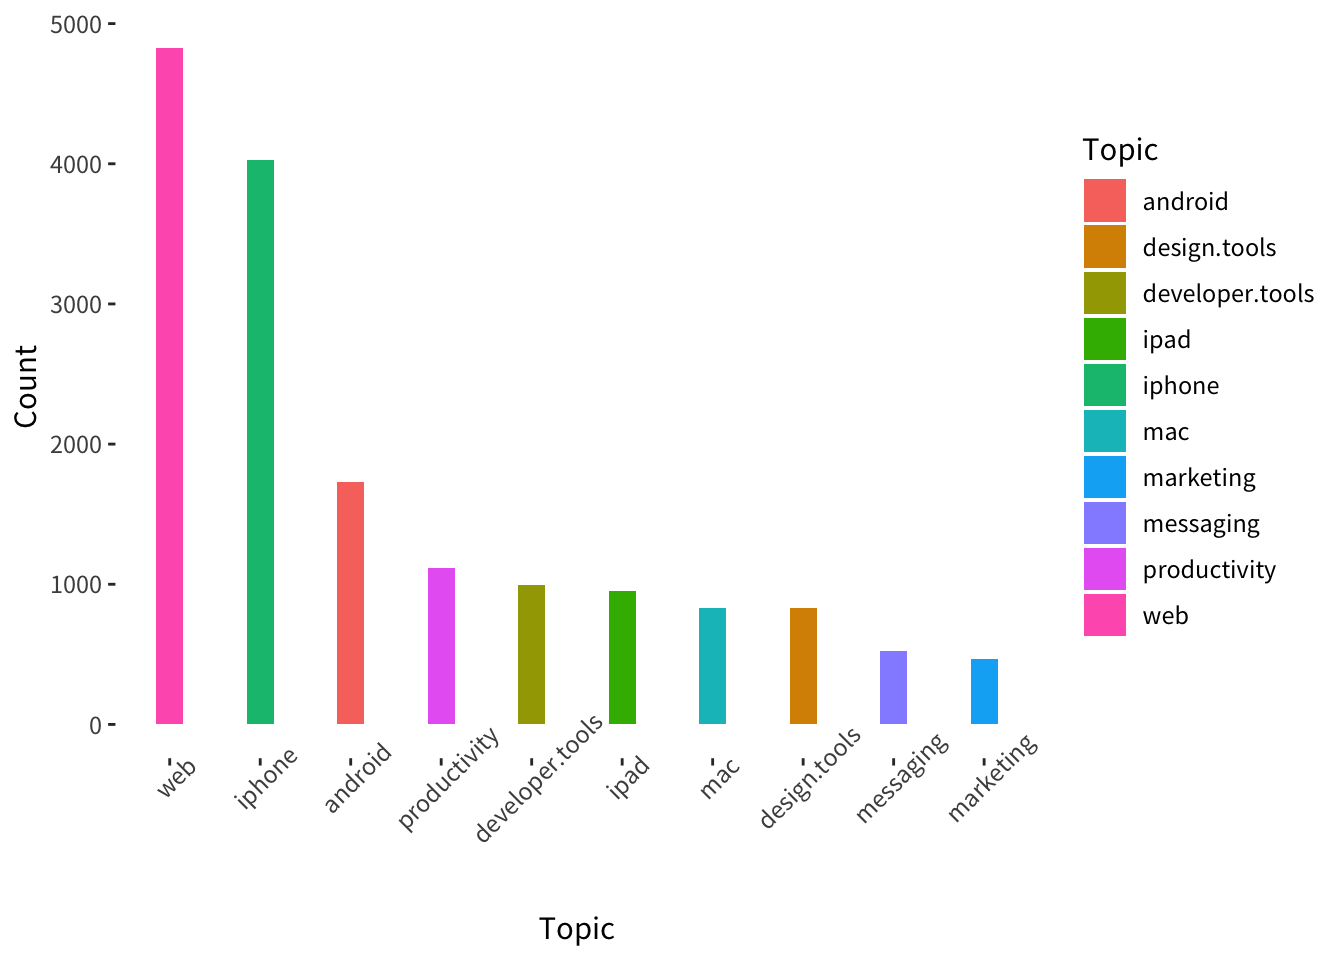 5000
4000
3000
2000
1000
0
Count
web
iphone
android
productivity
developer.tools
ipad
mac
design.tools
messaging
marketing
Topic
Topic
android
design.tools
developer.tools
ipad
iphone
mac
marketing
messaging
productivity
web